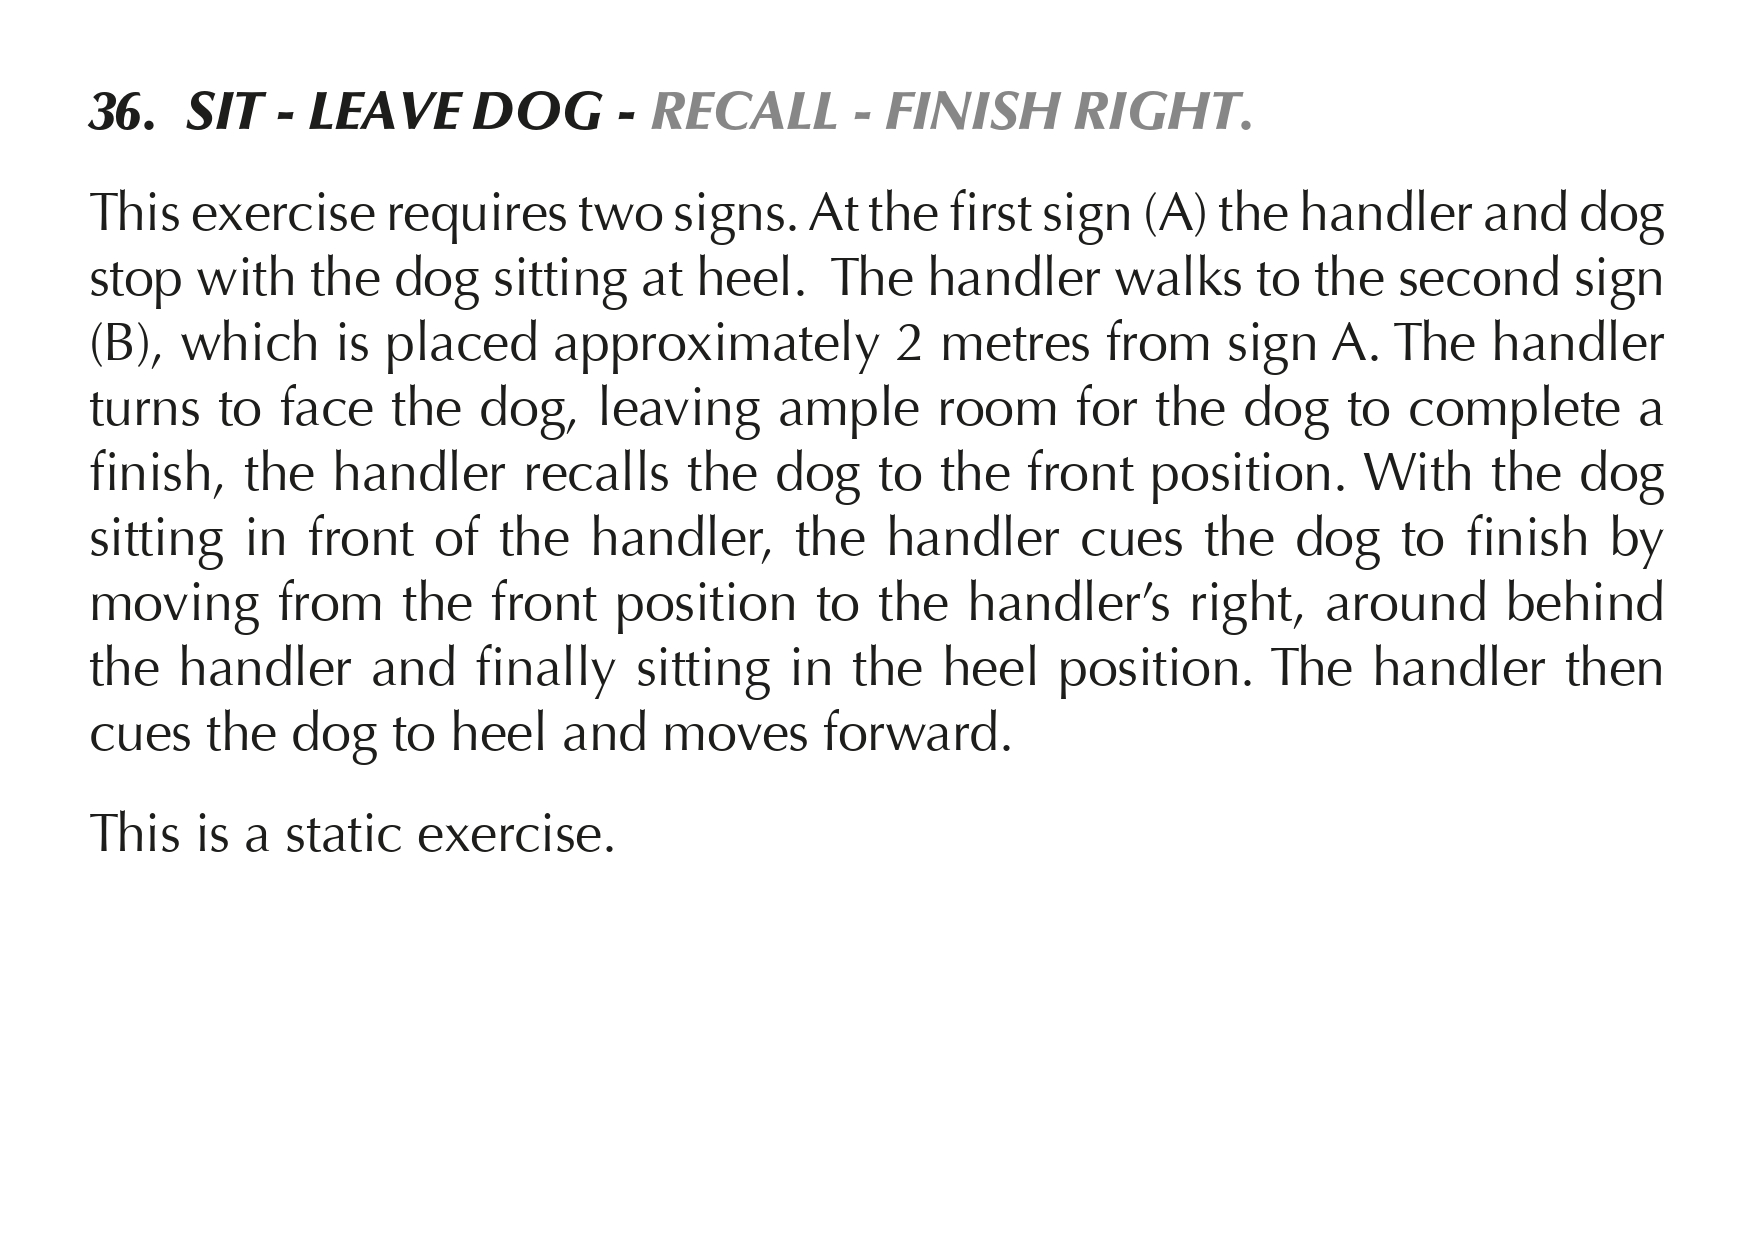 36. SIT - LEAVE DOG - RECALL - FINISH RIGHT.
This exercise requires two signs. At the first sign (A) the handler and dog
stop with the dog sitting at heel. The handler walks to the second sign
(B), which is placed approximately 2 metres from sign A. The handler
turns to face the dog, leaving ample room for the dog to complete a
finish, the handler recalls the dog to the front position. With the dog
sitting in front of the handler, the handler cues the dog to finish by
moving from the front position to the handler’s right, around behind
the handler and finally sitting in the heel position. The handler then
cues the dog to heel and moves forward.
This is a static exercise.